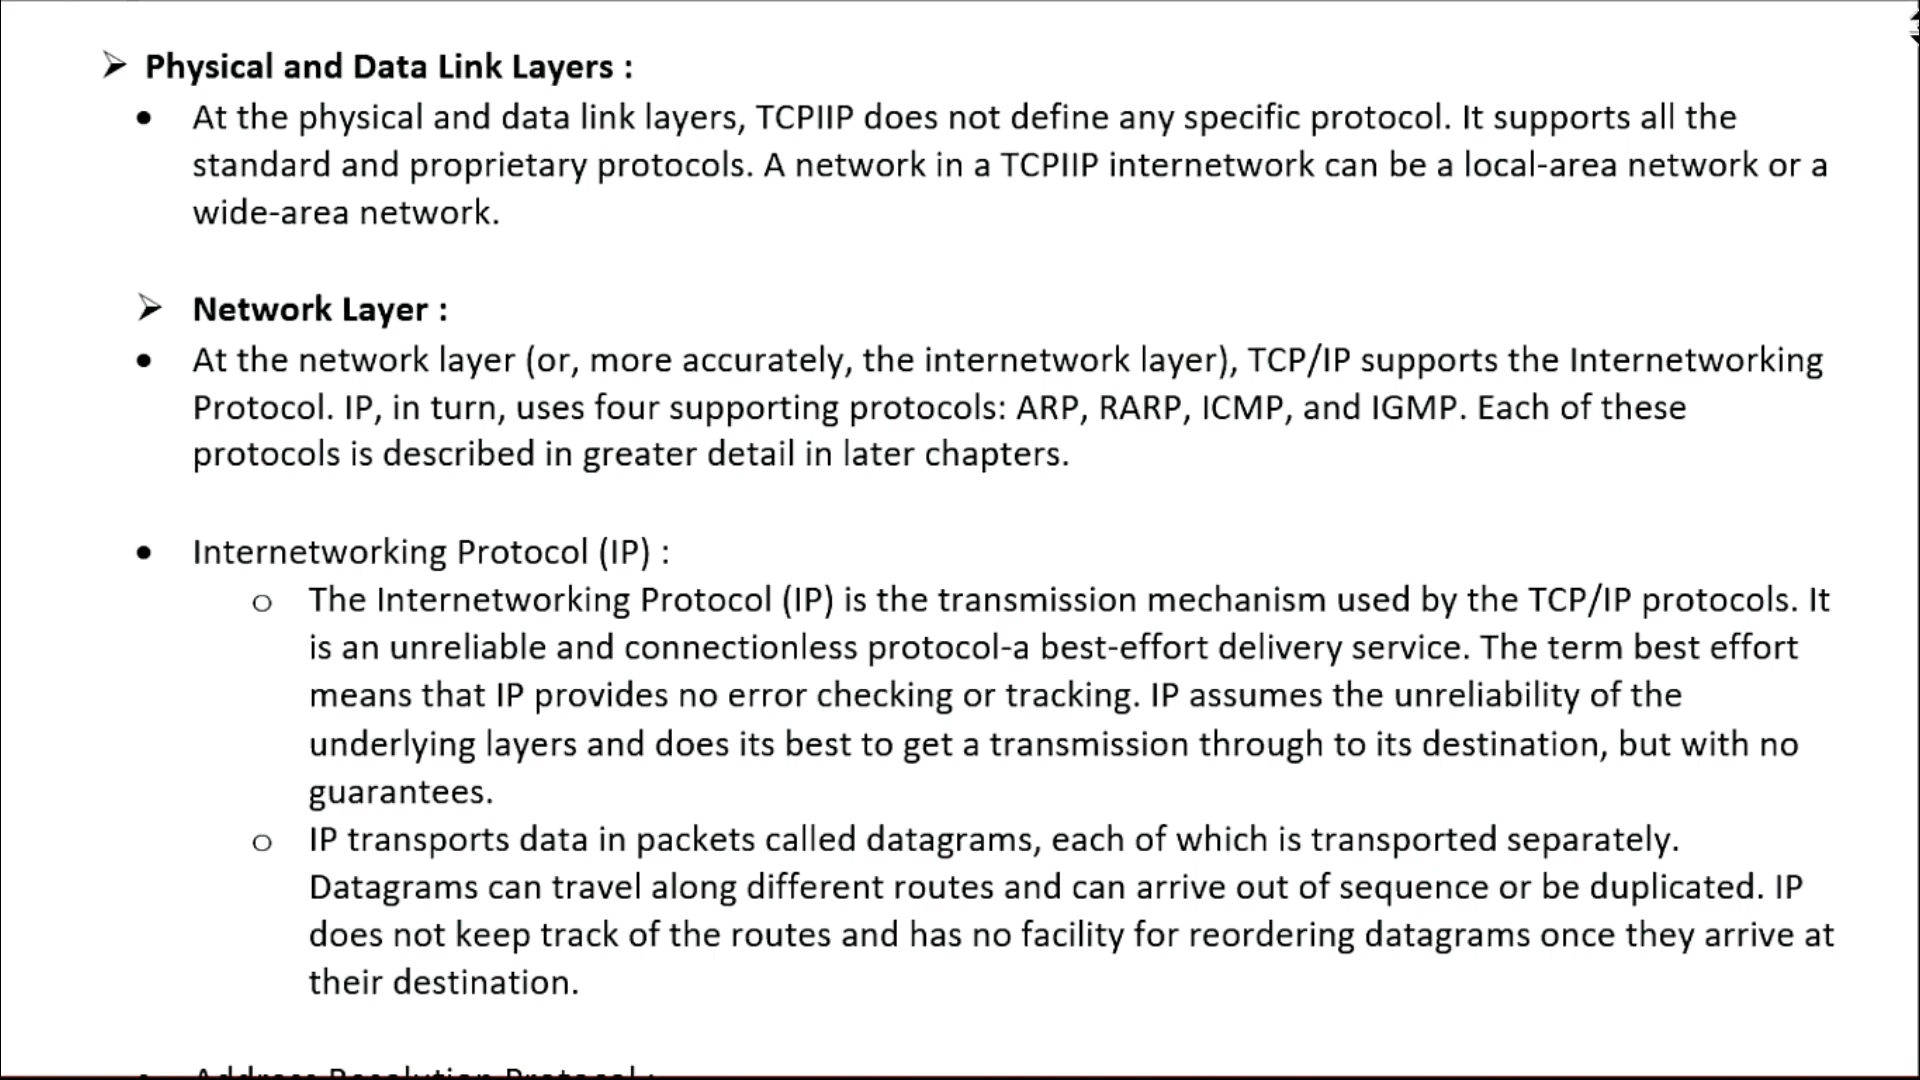 ➢ Physical and Data Link Layers :
• At the physical and data link layers, TCPIIP does not define any specific protocol. It supports all the
standard and proprietary protocols. A network in a TCPIIP internetwork can be a local-area network or a
wide-area network.
➢ Network Layer :
• At the network layer (or, more accurately, the internetwork layer), TCP/IP supports the Internetworking
Protocol. IP, in turn, uses four supporting protocols: ARP, RARP, ICMP, and IGMP. Each of these
protocols is described in greater detail in later chapters.
• Internetworking Protocol (IP) :
o The Internetworking Protocol (IP) is the transmission mechanism used by the TCP/IP protocols. It
is an unreliable and connectionless protocol-a best-effort delivery service. The term best effort
means that IP provides no error checking or tracking. IP assumes the unreliability of the
underlying layers and does its best to get a transmission through to its destination, but with no
guarantees.
o IP transports data in packets called datagrams, each of which is transported separately.
Datagrams can travel along different routes and can arrive out of sequence or be duplicated. IP
does not keep track of the routes and has no facility for reordering datagrams once they arrive at
their destination.
• Address Resolution Protocol :